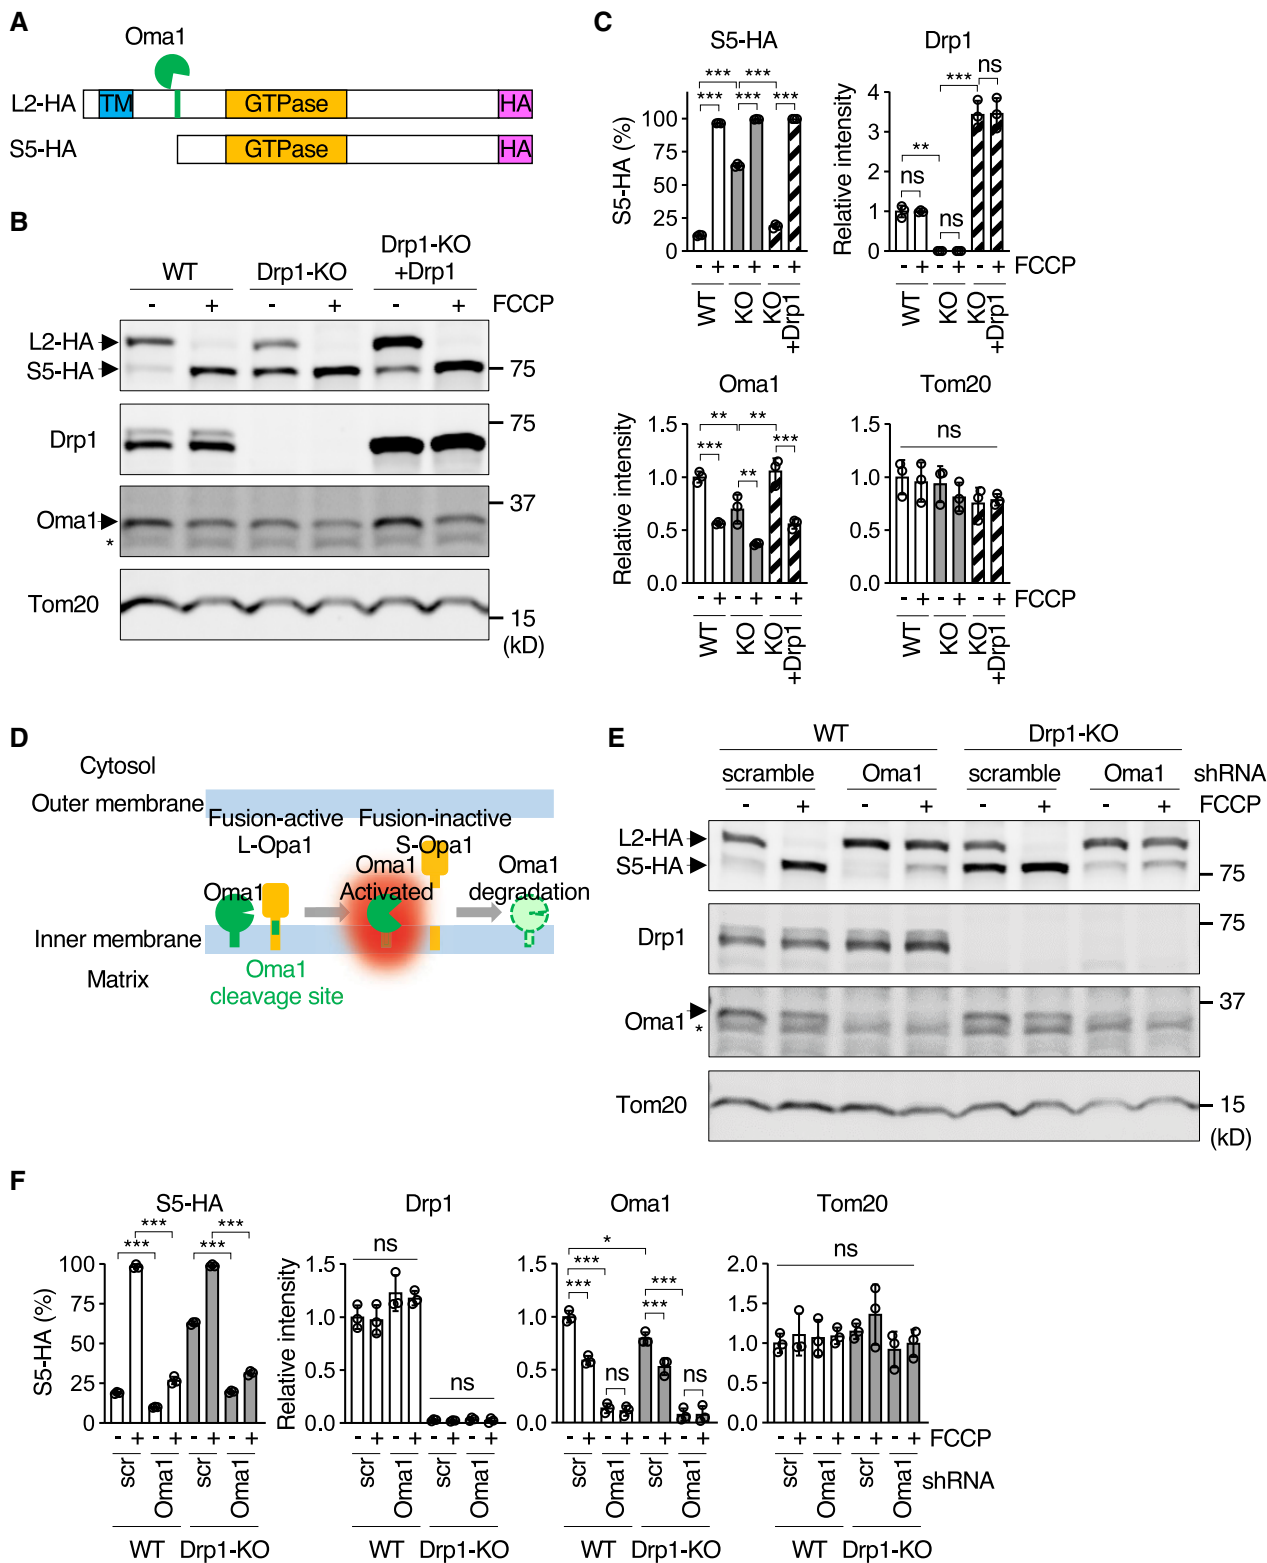 A
Oma1
L2-HA TM GTPase HA
S5-HA GTPase HA
B
WT Drp1-KO Drp1-KO +Drp1
- + - + - + FCCP
L2-HA
S5-HA 75
Drp1 75
Oma1 37
*
Tom20 15
(kD)
C
S5-HA
*** ***
*** *** ***
S5-HA (%)
100
75
50
25
0
- + - + - +
WT KO KO +Drp1
Drp1
*** ns
** ns ns
Relative intensity
4
3
2
1
0
- + - + - + FCCP
WT KO KO +Drp1
Oma1
** **
*** ** ***
Relative intensity
1.5
1.0
0.5
0.0
- + - + - +
WT KO KO +Drp1
Tom20
ns
1.5
1.0
0.5
0.0
- + - + - + FCCP
WT KO KO +Drp1
D
Cytosol
Outer membrane
Fusion-active
L-Opa1
Fusion-inactive
S-Opa1
Oma1
Oma1
Activated
Oma1
degradation
Inner membrane
Oma1
cleavage site
Matrix
E
WT Drp1-KO
scramble Oma1 scramble Oma1 shRNA
- + - + - + - + FCCP
L2-HA
S5-HA 75
Drp1 75
Oma1 37
*
Tom20 15
(kD)
F
S5-HA
*** ***
*** ***
S5-HA (%)
100
75
50
25
0
- + - + - + - +
scr Oma1 scr Oma1
WT Drp1-KO
Drp1
ns
ns
Relative intensity
1.5
1.0
0.5
0.0
- + - + - + - +
scr Oma1 scr Oma1
WT Drp1-KO
Oma1
*
*** ***
*** ***
ns ns
1.5
1.0
0.5
0.0
- + - + - + - +
scr Oma1 scr Oma1
WT Drp1-KO
Tom20
ns
2.0
1.5
1.0
0.5
0.0
- + - + - + - + FCCP
scr Oma1 scr Oma1 shRNA
WT Drp1-KO